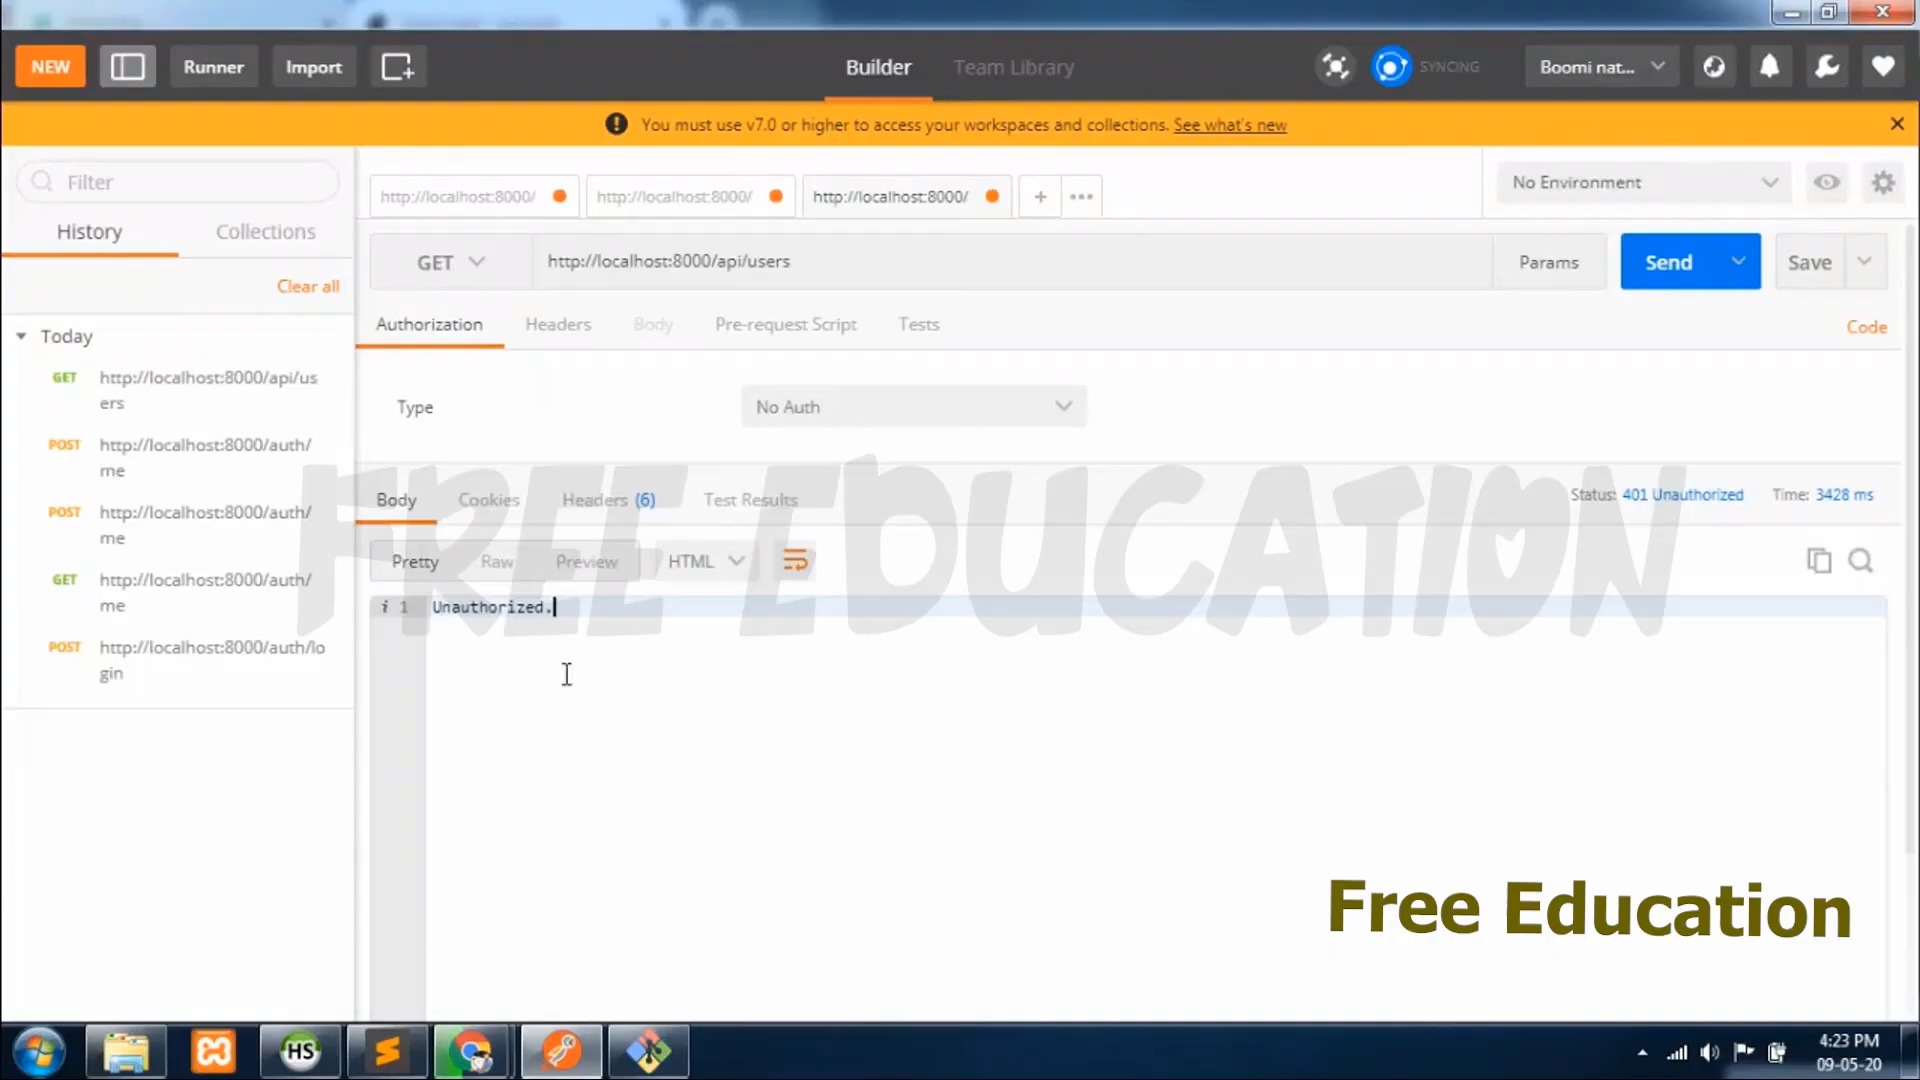 NEW
Runner
Import
Builder
Team Library
SYNCING
Boomi nat...
You must use v7.0 or higher to access your workspaces and collections. See what's new
Filter
History
Collections
Clear all
Today
GET http://localhost:8000/api/us
ers
POST http://localhost:8000/auth/
me
POST http://localhost:8000/auth/
me
GET http://localhost:8000/auth/
me
POST http://localhost:8000/auth/lo
gin
http://localhost:8000/
http://localhost:8000/
http://localhost:8000/
No Environment
GET
http://localhost:8000/api/users
Params
Send
Save
Authorization
Headers
Body
Pre-request Script
Tests
Code
Type
No Auth
FREE EDUCATION
Body
Cookies
Headers (6)
Test Results
Status: 401 Unauthorized
Time: 3428 ms
Pretty
Raw
Preview
HTML
i 1 Unauthorized.
Free Education
HS
4:23 PM
09-05-20